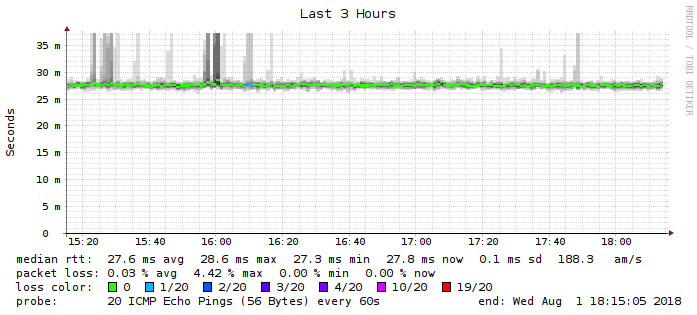 Last 3 Hours
RRDTOOL / TOBI OETIKER
Seconds
35 m
30 m
25 m
20 m
15 m
10 m
5 m
0
15:20 15:40 16:00 16:20 16:40 17:00 17:20 17:40 18:00
median rtt: 27.6 ms avg 28.6 ms max 27.3 ms min 27.8 ms now 0.1 ms sd 188.3 am/s
packet loss: 0.03 % avg 4.42 % max 0.00 % min 0.00 % now
loss color: 0 1/20 2/20 3/20 4/20 10/20 19/20
probe: 20 ICMP Echo Pings (56 Bytes) every 60s end: Wed Aug 1 18:15:05 2018